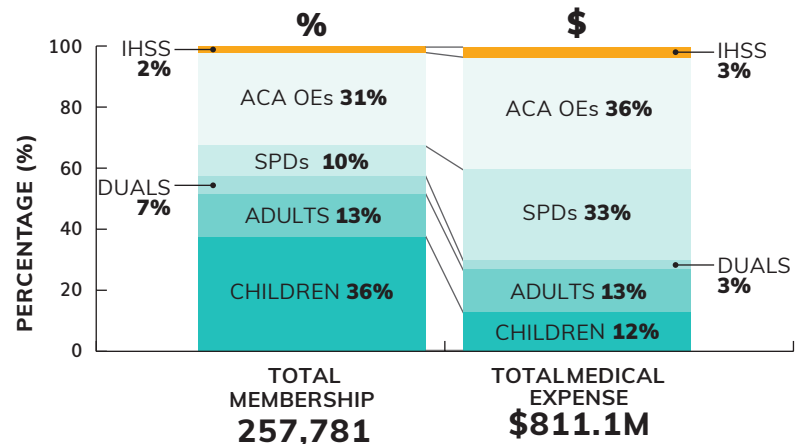 % $
PERCENTAGE (%)
100
80
60
40
20
0
IHSS
2%
ACA OEs 31%
SPDs 10%
DUALS
7%
ADULTS 13%
CHILDREN 36%
IHSS
3%
ACA OEs 36%
SPDs 33%
DUALS
3%
ADULTS 13%
CHILDREN 12%
TOTAL
MEMBERSHIP
257,781
TOTAL MEDICAL
EXPENSE
$811.1M